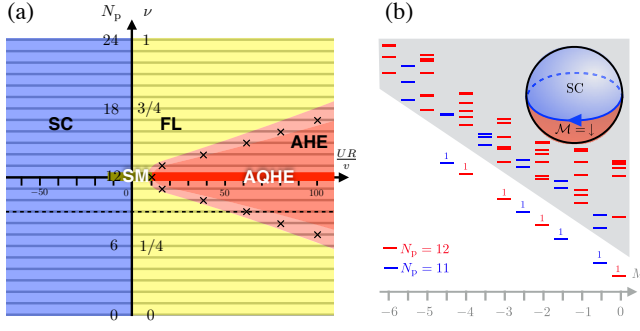 (a)
N_p ν
24 1
18 3/4
SC FL
AHE
UR/v
12 SM AQHE
−50 0 50 100
6 1/4
0 0
(b)
SC
ℳ = ↓
1
1
1
1
1
1
1
1
N_p = 12
N_p = 11
M
−6 −5 −4 −3 −2 −1 0